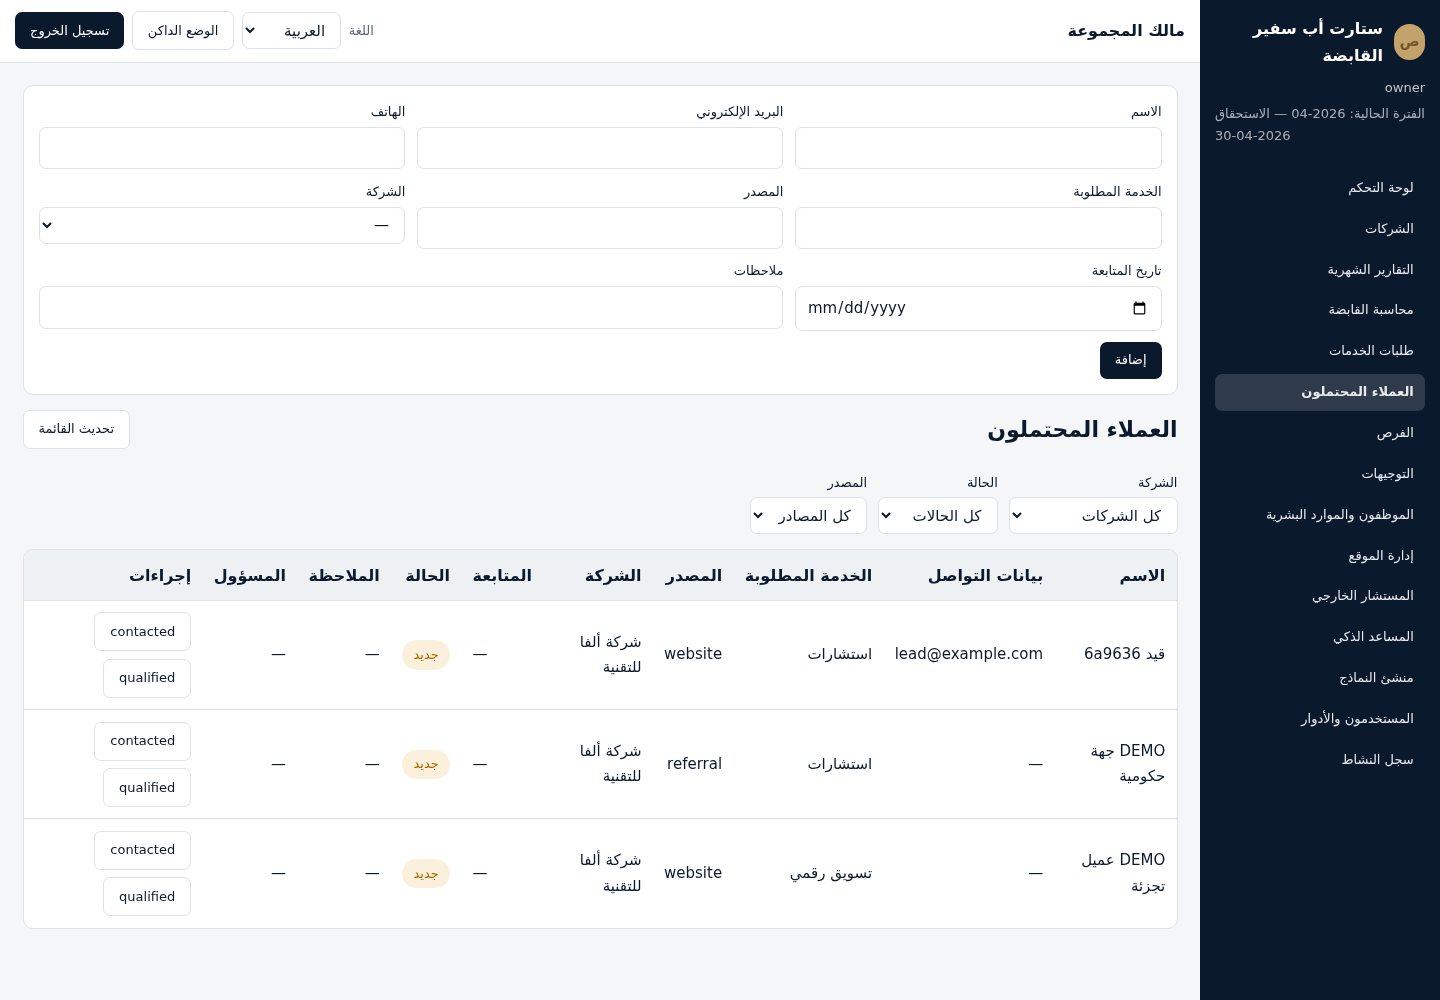 ص
ستارت أب سفير
القابضة
owner
الفترة الحالية: 2026-04 — الاستحقاق
2026-04-30
لوحة التحكم
الشركات
التقارير الشهرية
محاسبة القابضة
طلبات الخدمات
العملاء المحتملون
الفرص
التوجيهات
الموظفون والموارد البشرية
إدارة الموقع
المستشار الخارجي
المساعد الذكي
منشئ النماذج
المستخدمون والأدوار
سجل النشاط
مالك المجموعة
اللغة
العربية
الوضع الداكن
تسجيل الخروج
الاسم
البريد الإلكتروني
الهاتف
الخدمة المطلوبة
المصدر
الشركة
—
تاريخ المتابعة
ملاحظات
mm/dd/yyyy
إضافة
العملاء المحتملون
تحديث القائمة
الشركة
الحالة
المصدر
كل الشركات
كل الحالات
كل المصادر
الاسم بيانات التواصل الخدمة المطلوبة المصدر الشركة المتابعة الحالة الملاحظة المسؤول إجراءات
قيد 6a9636 lead@example.com استشارات website شركة ألفا للتقنية — جديد — — contacted qualified
DEMO جهة حكومية — استشارات referral شركة ألفا للتقنية — جديد — — contacted qualified
DEMO عميل تجزئة — تسويق رقمي website شركة ألفا للتقنية — جديد — — contacted qualified